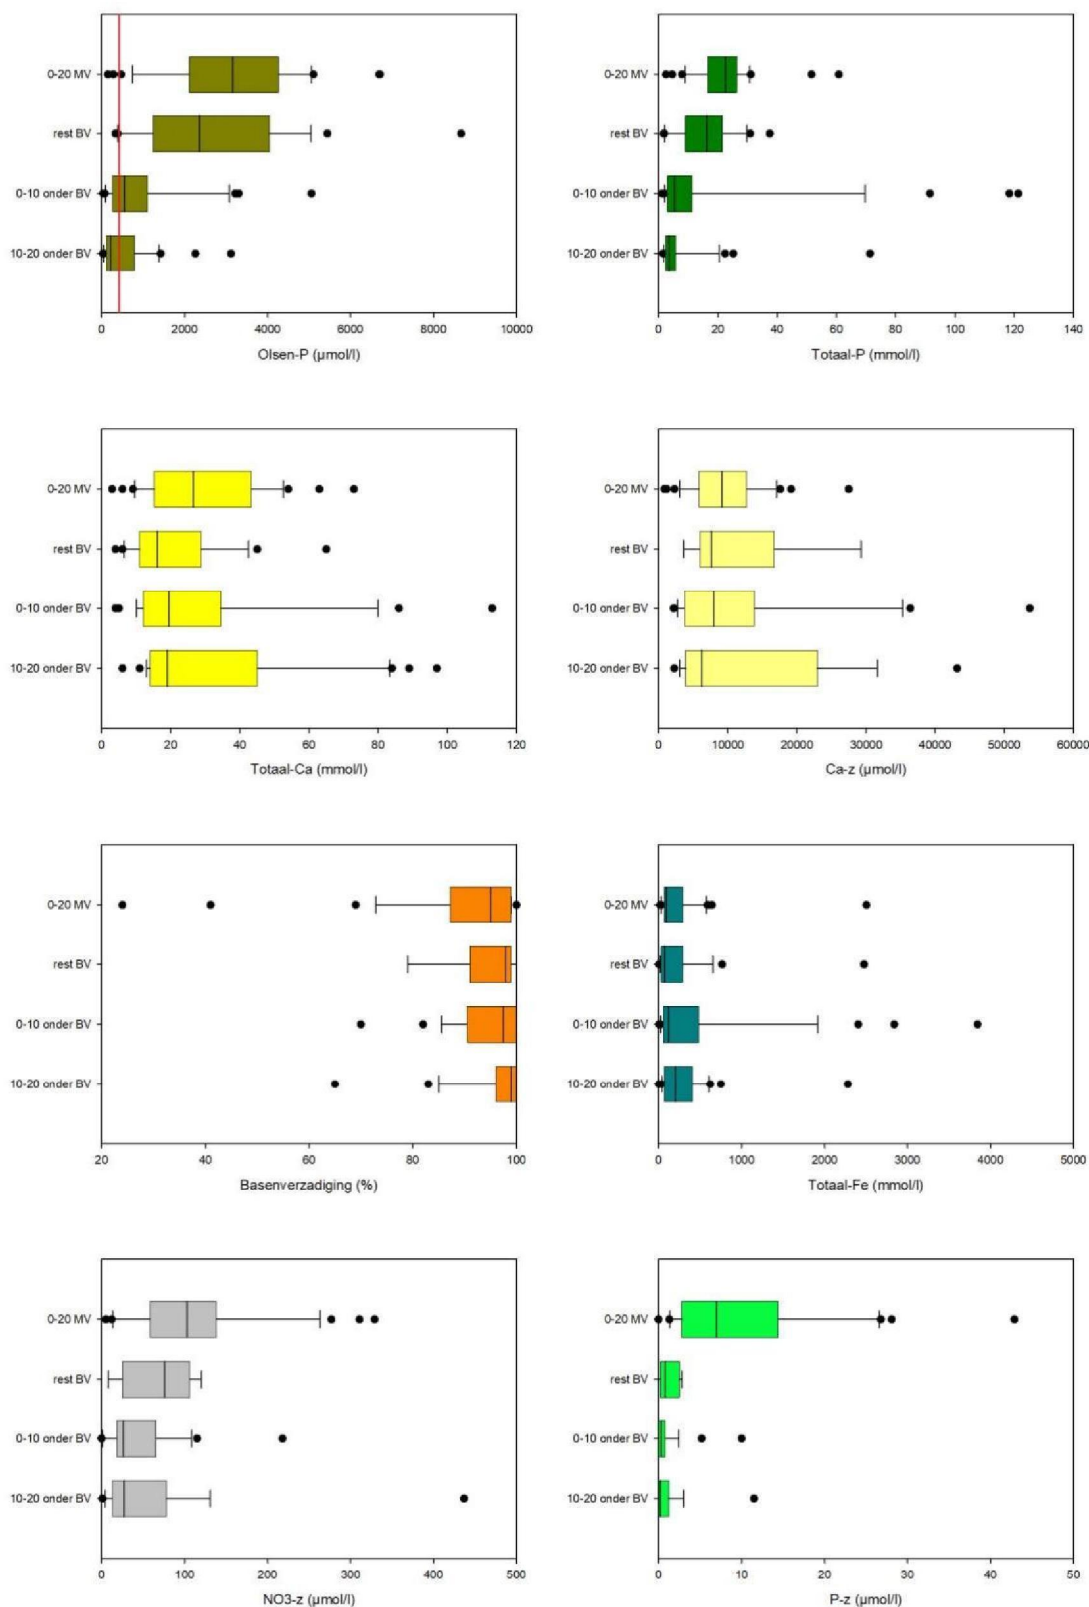 0-20 MV
rest BV
0-10 onder BV
10-20 onder BV
0 2000 4000 6000 8000 10000
Olsen-P (µmol/l)
0-20 MV
rest BV
0-10 onder BV
10-20 onder BV
0 20 40 60 80 100 120 140
Totaal-P (mmol/l)
0-20 MV
rest BV
0-10 onder BV
10-20 onder BV
0 20 40 60 80 100 120
Totaal-Ca (mmol/l)
0-20 MV
rest BV
0-10 onder BV
10-20 onder BV
0 10000 20000 30000 40000 50000 60000
Ca-z (µmol/l)
0-20 MV
rest BV
0-10 onder BV
10-20 onder BV
20 40 60 80 100
Basenverzadiging (%)
0-20 MV
rest BV
0-10 onder BV
10-20 onder BV
0 1000 2000 3000 4000 5000
Totaal-Fe (mmol/l)
0-20 MV
rest BV
0-10 onder BV
10-20 onder BV
0 100 200 300 400 500
NO3-z (µmol/l)
0-20 MV
rest BV
0-10 onder BV
10-20 onder BV
0 10 20 30 40 50
P-z (µmol/l)